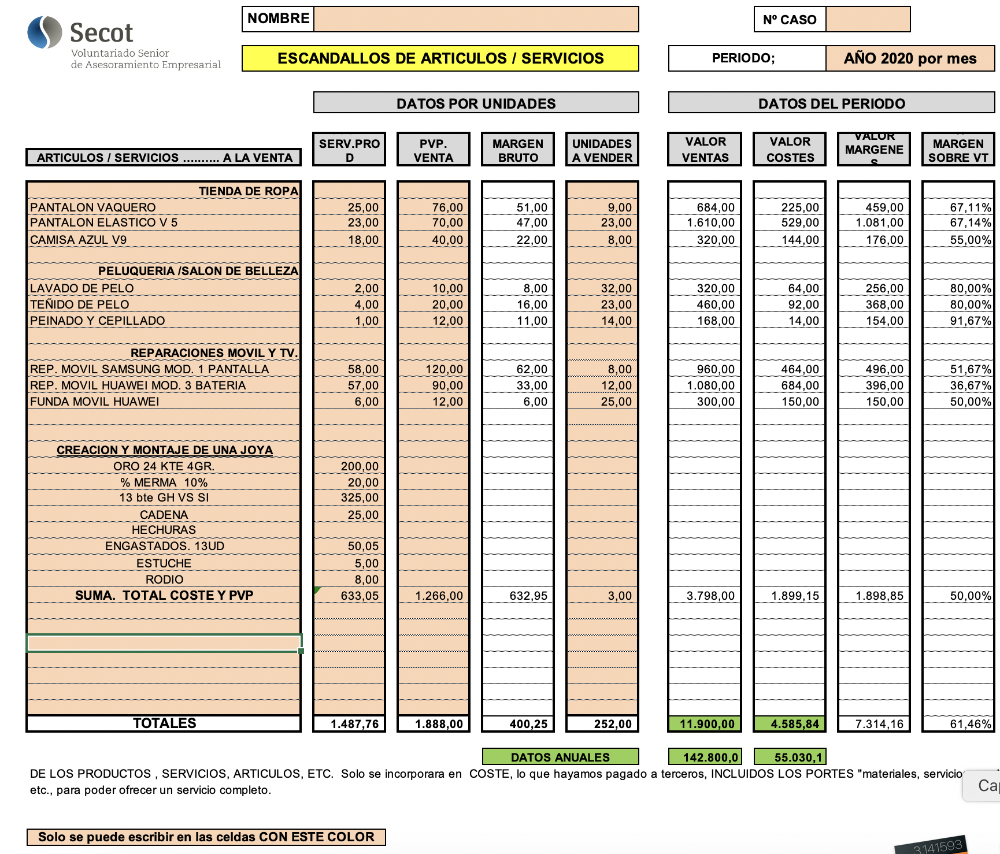 Secot
Voluntariado Senior
de Asesoramiento Empresarial
NOMBRE
Nº CASO
ESCANDALLOS DE ARTICULOS / SERVICIOS
PERIODO; AÑO 2020 por mes
DATOS POR UNIDADES DATOS DEL PERIODO
ARTICULOS / SERVICIOS .......... A LA VENTA
SERV.PRO
D
PVP.
VENTA
MARGEN
BRUTO
UNIDADES
A VENDER
VALOR
VENTAS
VALOR
COSTES
VALOR
MARGENE
S
MARGEN
SOBRE VT
TIENDA DE ROPA
PANTALON VAQUERO 25,00 76,00 51,00 9,00 684,00 225,00 459,00 67,11%
PANTALON ELASTICO V 5 23,00 70,00 47,00 23,00 1.610,00 529,00 1.081,00 67,14%
CAMISA AZUL V9 18,00 40,00 22,00 8,00 320,00 144,00 176,00 55,00%
PELUQUERIA /SALON DE BELLEZA
LAVADO DE PELO 2,00 10,00 8,00 32,00 320,00 64,00 256,00 80,00%
TEÑIDO DE PELO 4,00 20,00 16,00 23,00 460,00 92,00 368,00 80,00%
PEINADO Y CEPILLADO 1,00 12,00 11,00 14,00 168,00 14,00 154,00 91,67%
REPARACIONES MOVIL Y TV.
REP. MOVIL SAMSUNG MOD. 1 PANTALLA 58,00 120,00 62,00 8,00 960,00 464,00 496,00 51,67%
REP. MOVIL HUAWEI MOD. 3 BATERIA 57,00 90,00 33,00 12,00 1.080,00 684,00 396,00 36,67%
FUNDA MOVIL HUAWEI 6,00 12,00 6,00 25,00 300,00 150,00 150,00 50,00%
CREACION Y MONTAJE DE UNA JOYA
ORO 24 KTE 4GR. 200,00
% MERMA 10% 20,00
13 bte GH VS SI 325,00
CADENA 25,00
HECHURAS
ENGASTADOS. 13UD 50,05
ESTUCHE 5,00
RODIO 8,00
SUMA. TOTAL COSTE Y PVP 633,05 1.266,00 632,95 3,00 3.798,00 1.899,15 1.898,85 50,00%
TOTALES 1.487,76 1.888,00 400,25 252,00 11.900,00 4.585,84 7.314,16 61,46%
DATOS ANUALES 142.800,0 55.030,1
DE LOS PRODUCTOS , SERVICIOS, ARTICULOS, ETC. Solo se incorporara en COSTE, lo que hayamos pagado a terceros, INCLUIDOS LOS PORTES "materiales,
etc., para poder ofrecer un servicio completo.
Solo se puede escribir en las celdas CON ESTE COLOR
3.141593